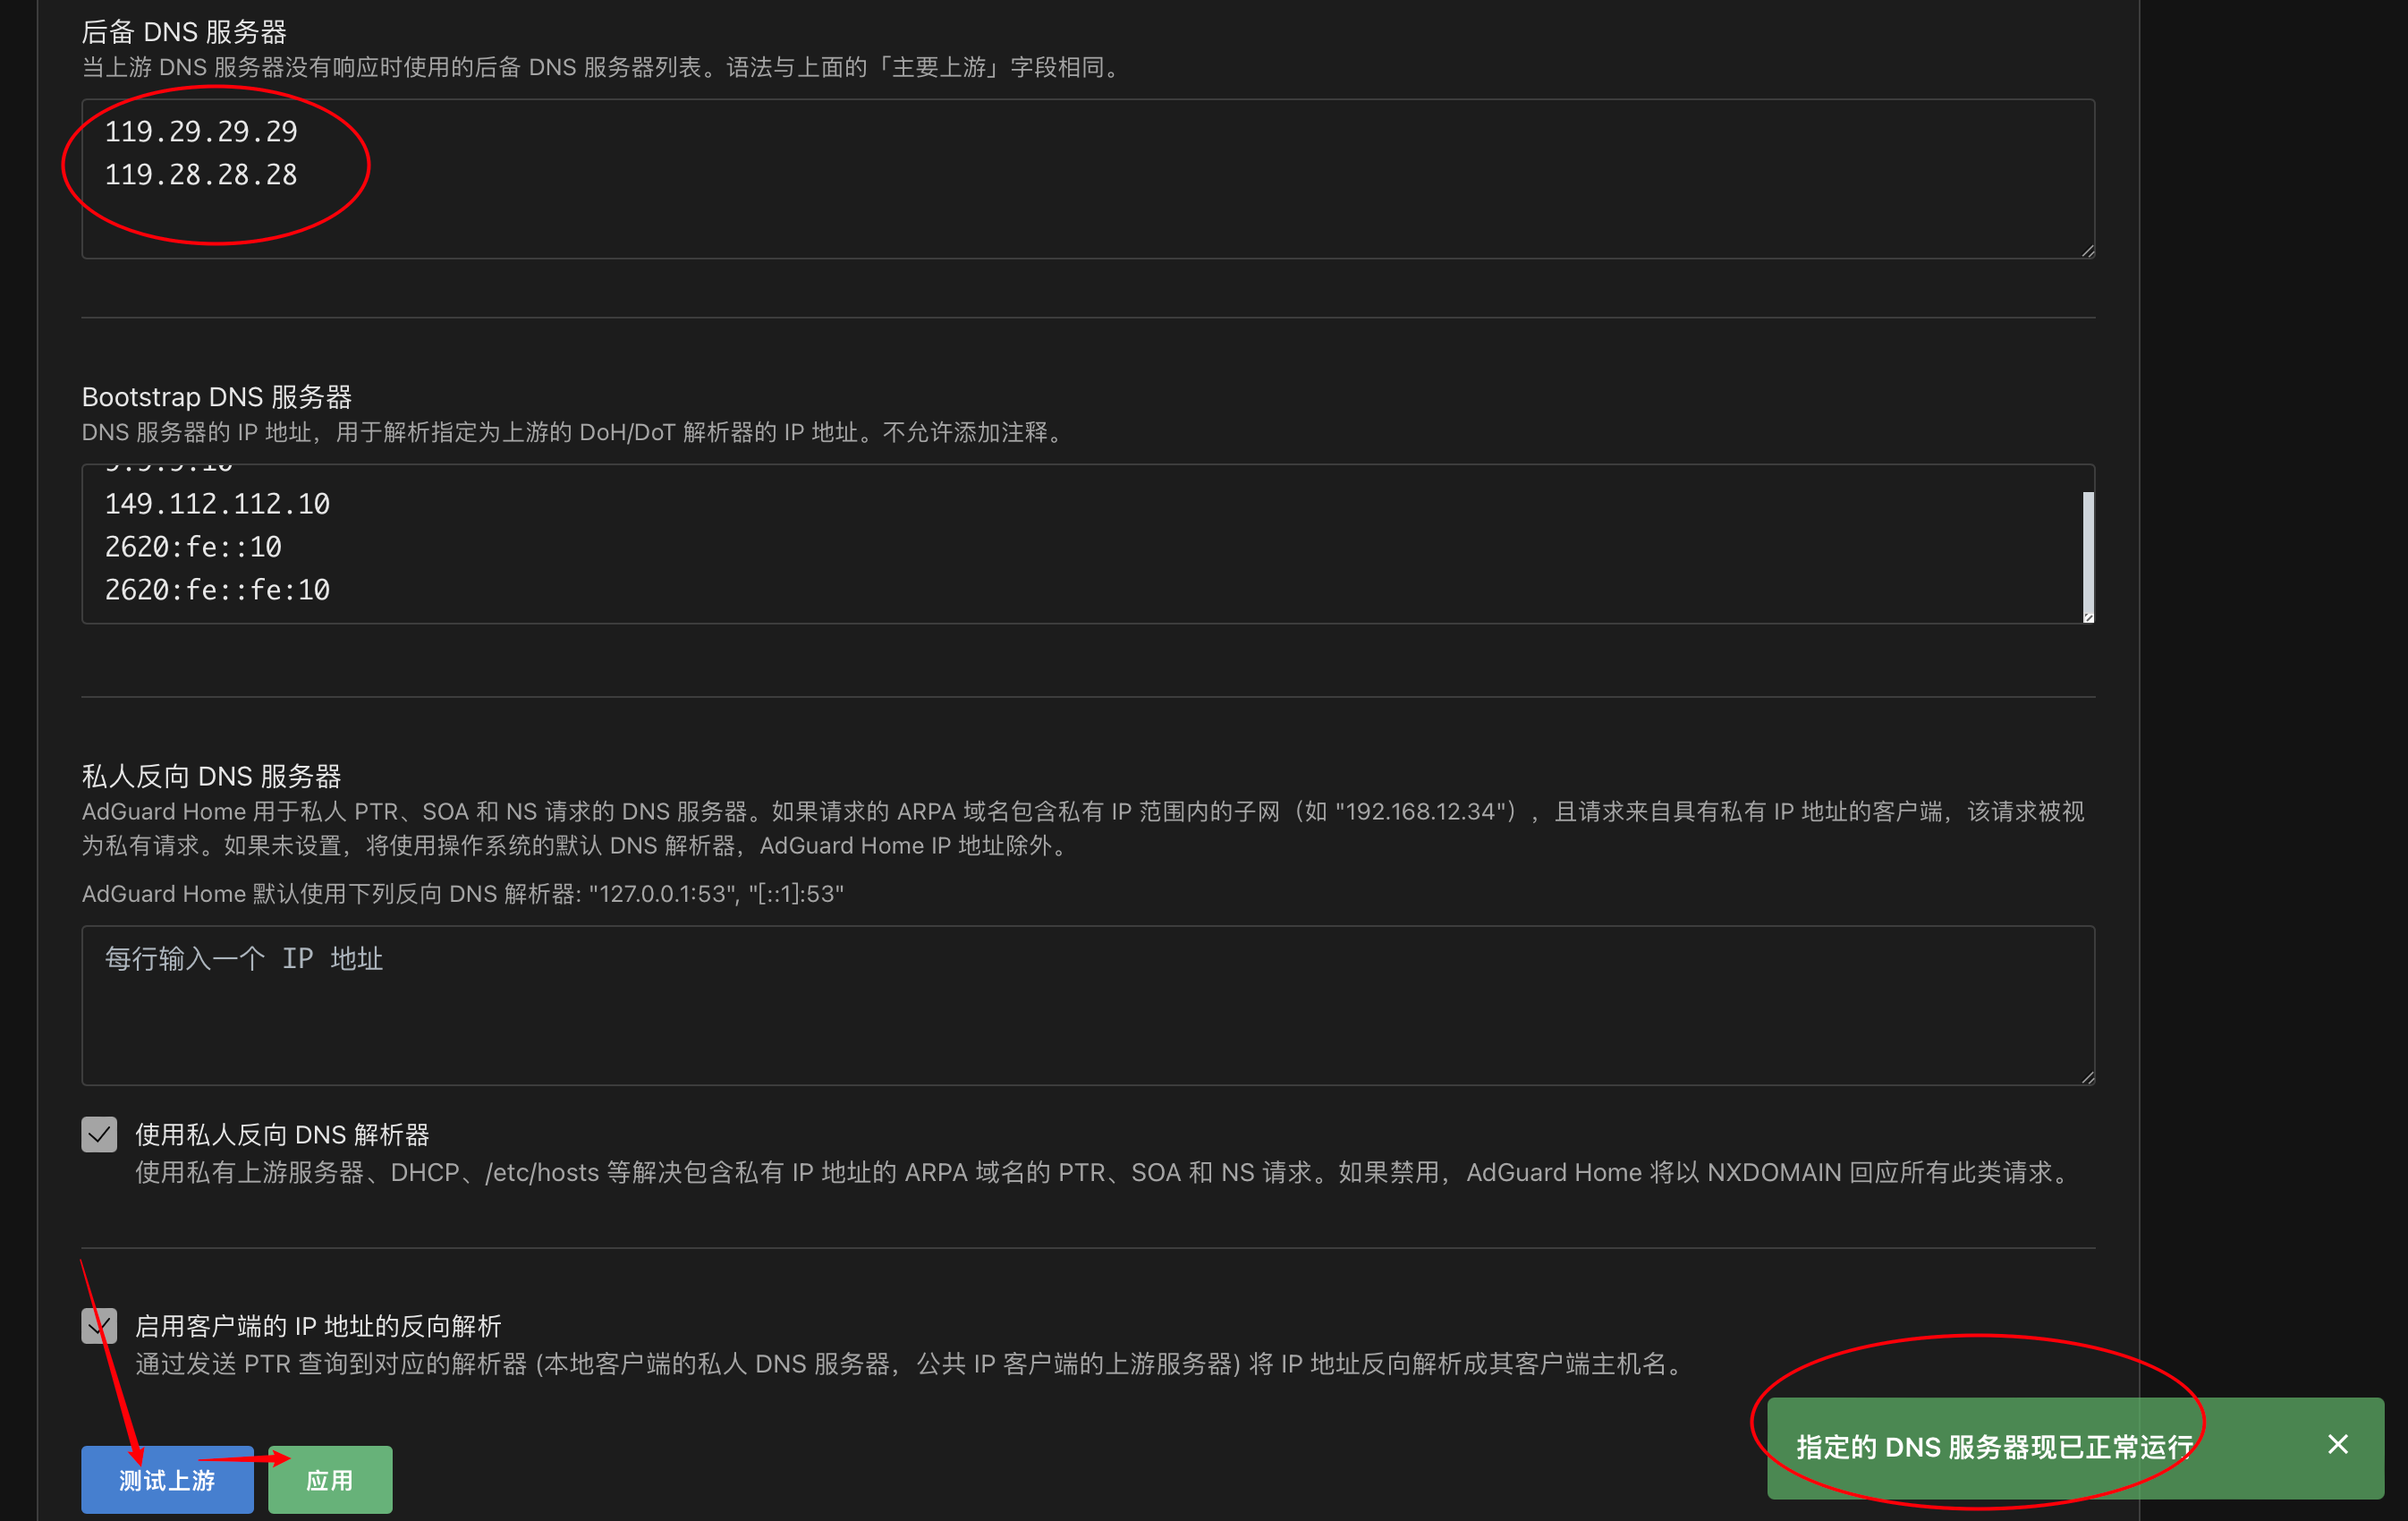 后备 DNS 服务器
当上游 DNS 服务器没有响应时使用的后备 DNS 服务器列表。语法与上面的「主要上游」字段相同。
119.29.29.29
119.28.28.28
Bootstrap DNS 服务器
DNS 服务器的 IP 地址，用于解析指定为上游的 DoH/DoT 解析器的 IP 地址。不允许添加注释。
149.112.112.10
2620:fe::10
2620:fe::fe:10
私人反向 DNS 服务器
AdGuard Home 用于私人 PTR、SOA 和 NS 请求的 DNS 服务器。如果请求的 ARPA 域名包含私有 IP 范围内的子网（如 "192.168.12.34"），且请求来自具有私有 IP 地址的客户端，该请求被视
为私有请求。如果未设置，将使用操作系统的默认 DNS 解析器，AdGuard Home IP 地址除外。
AdGuard Home 默认使用下列反向 DNS 解析器: "127.0.0.1:53", "[::1]:53"
每行输入一个 IP 地址
使用私人反向 DNS 解析器
使用私有上游服务器、DHCP、/etc/hosts 等解决包含私有 IP 地址的 ARPA 域名的 PTR、SOA 和 NS 请求。如果禁用，AdGuard Home 将以 NXDOMAIN 回应所有此类请求。
启用客户端的 IP 地址的反向解析
通过发送 PTR 查询到对应的解析器 (本地客户端的私人 DNS 服务器，公共 IP 客户端的上游服务器) 将 IP 地址反向解析成其客户端主机名。
指定的 DNS 服务器现已正常运行
测试上游
应用